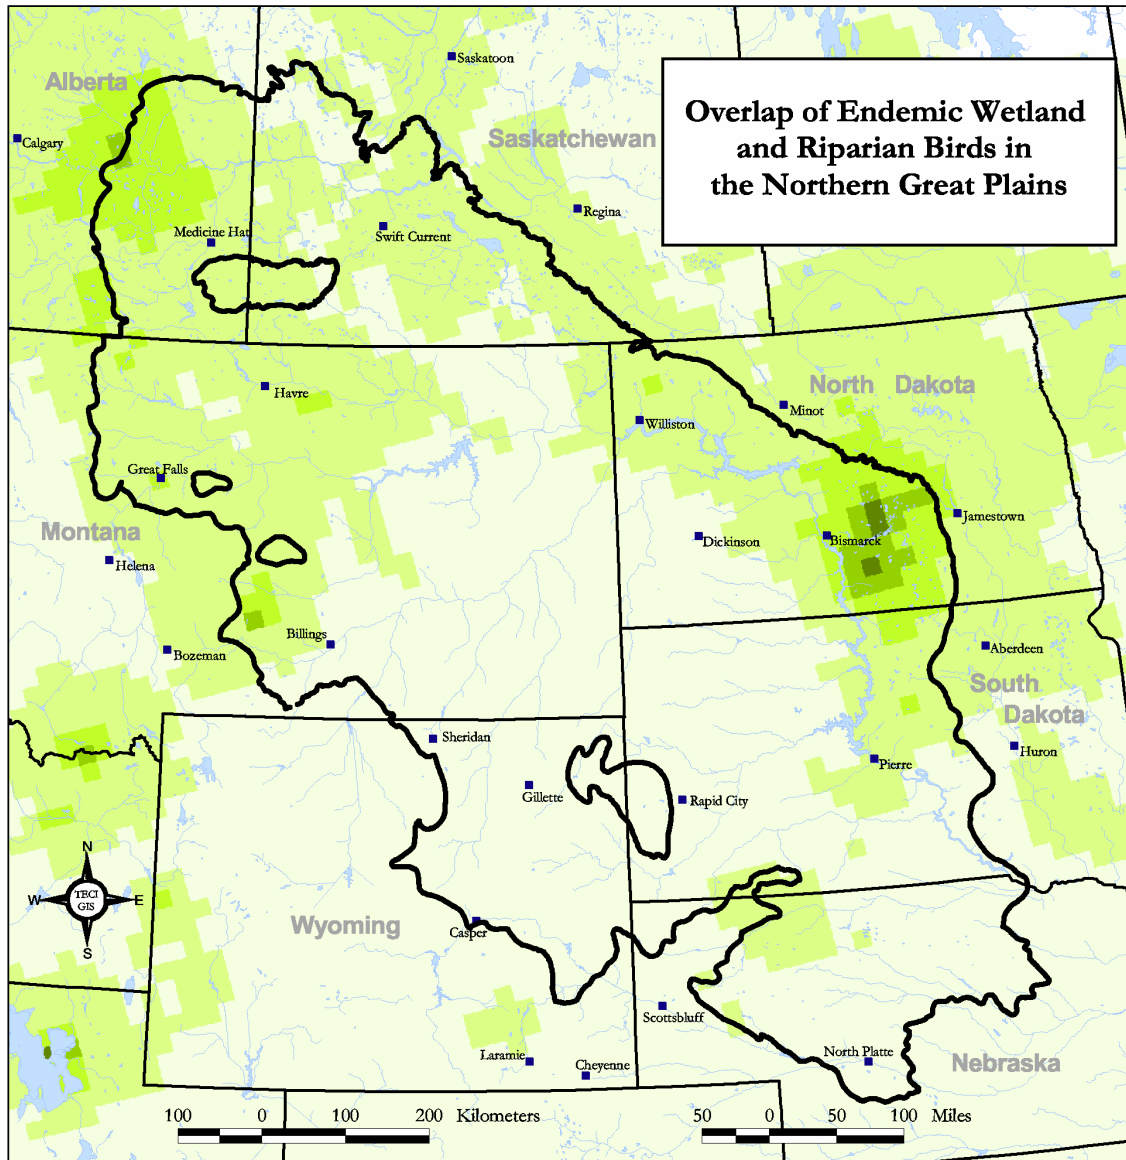 Overlap of Endemic Wetland
and Riparian Birds in
the Northern Great Plains
Alberta
Saskatoon
Calgary
Saskatchewan
Regina
Medicine Hat
Swift Current
North Dakota
Havre
Minot
Williston
Great Falls
Montana
Jamestown
Dickinson
Bismarck
Helena
Billings
Bozeman
Aberdeen
South
Dakota
Sheridan
Huron
Pierre
Gillette
Rapid City
N
W
TECI
GIS
E
S
Wyoming
Casper
Scottsbluff
Laramie
Cheyenne
North Platte
Nebraska
100 0 100 200 Kilometers
50 0 50 100 Miles